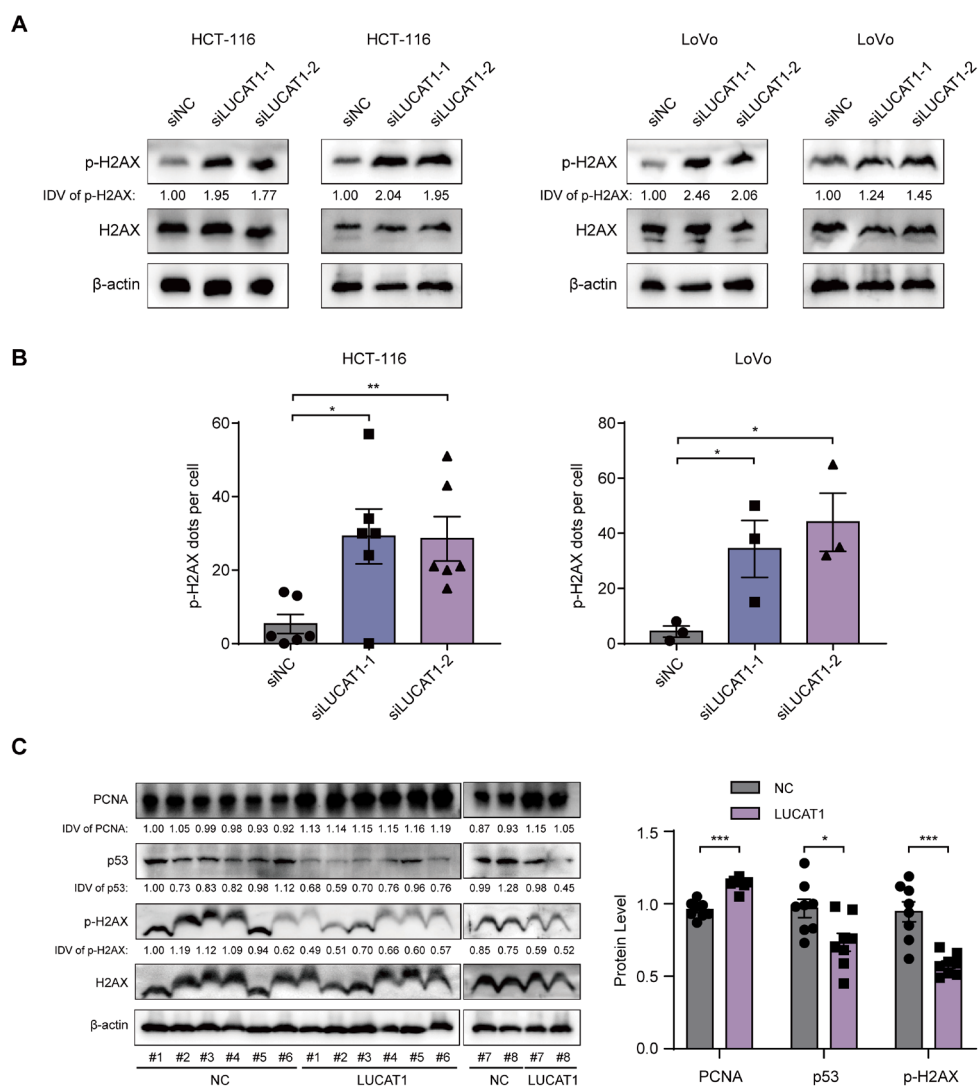 A
HCT-116 HCT-116 LoVo LoVo
siNC siLUCAT1-1 siLUCAT1-2 siNC siLUCAT1-1 siLUCAT1-2 siNC siLUCAT1-1 siLUCAT1-2 siNC siLUCAT1-1 siLUCAT1-2
p-H2AX p-H2AX
IDV of p-H2AX: 1.00 1.95 1.77 1.00 2.04 1.95 IDV of p-H2AX: 1.00 2.46 2.06 1.00 1.24 1.45
H2AX H2AX
β-actin β-actin
B
HCT-116
**
*
p-H2AX dots per cell
60
40
20
0
siNC siLUCAT1-1 siLUCAT1-2
LoVo
*
*
p-H2AX dots per cell
80
60
40
20
0
siNC siLUCAT1-1 siLUCAT1-2
C
PCNA
IDV of PCNA: 1.00 1.05 0.99 0.98 0.93 0.92 1.13 1.14 1.15 1.15 1.16 1.19 0.87 0.93 1.15 1.05
p53
IDV of p53: 1.00 0.73 0.83 0.82 0.98 1.12 0.68 0.59 0.70 0.76 0.96 0.76 0.99 1.28 0.98 0.45
p-H2AX
IDV of p-H2AX: 1.00 1.19 1.12 1.09 0.94 0.62 0.49 0.51 0.70 0.66 0.60 0.57 0.85 0.75 0.59 0.52
H2AX
β-actin
#1 #2 #3 #4 #5 #6 #1 #2 #3 #4 #5 #6 #7 #8 #7 #8
NC LUCAT1 NC LUCAT1
NC
LUCAT1
*** * ***
Protein Level
1.5
1.0
0.5
0.0
PCNA p53 p-H2AX